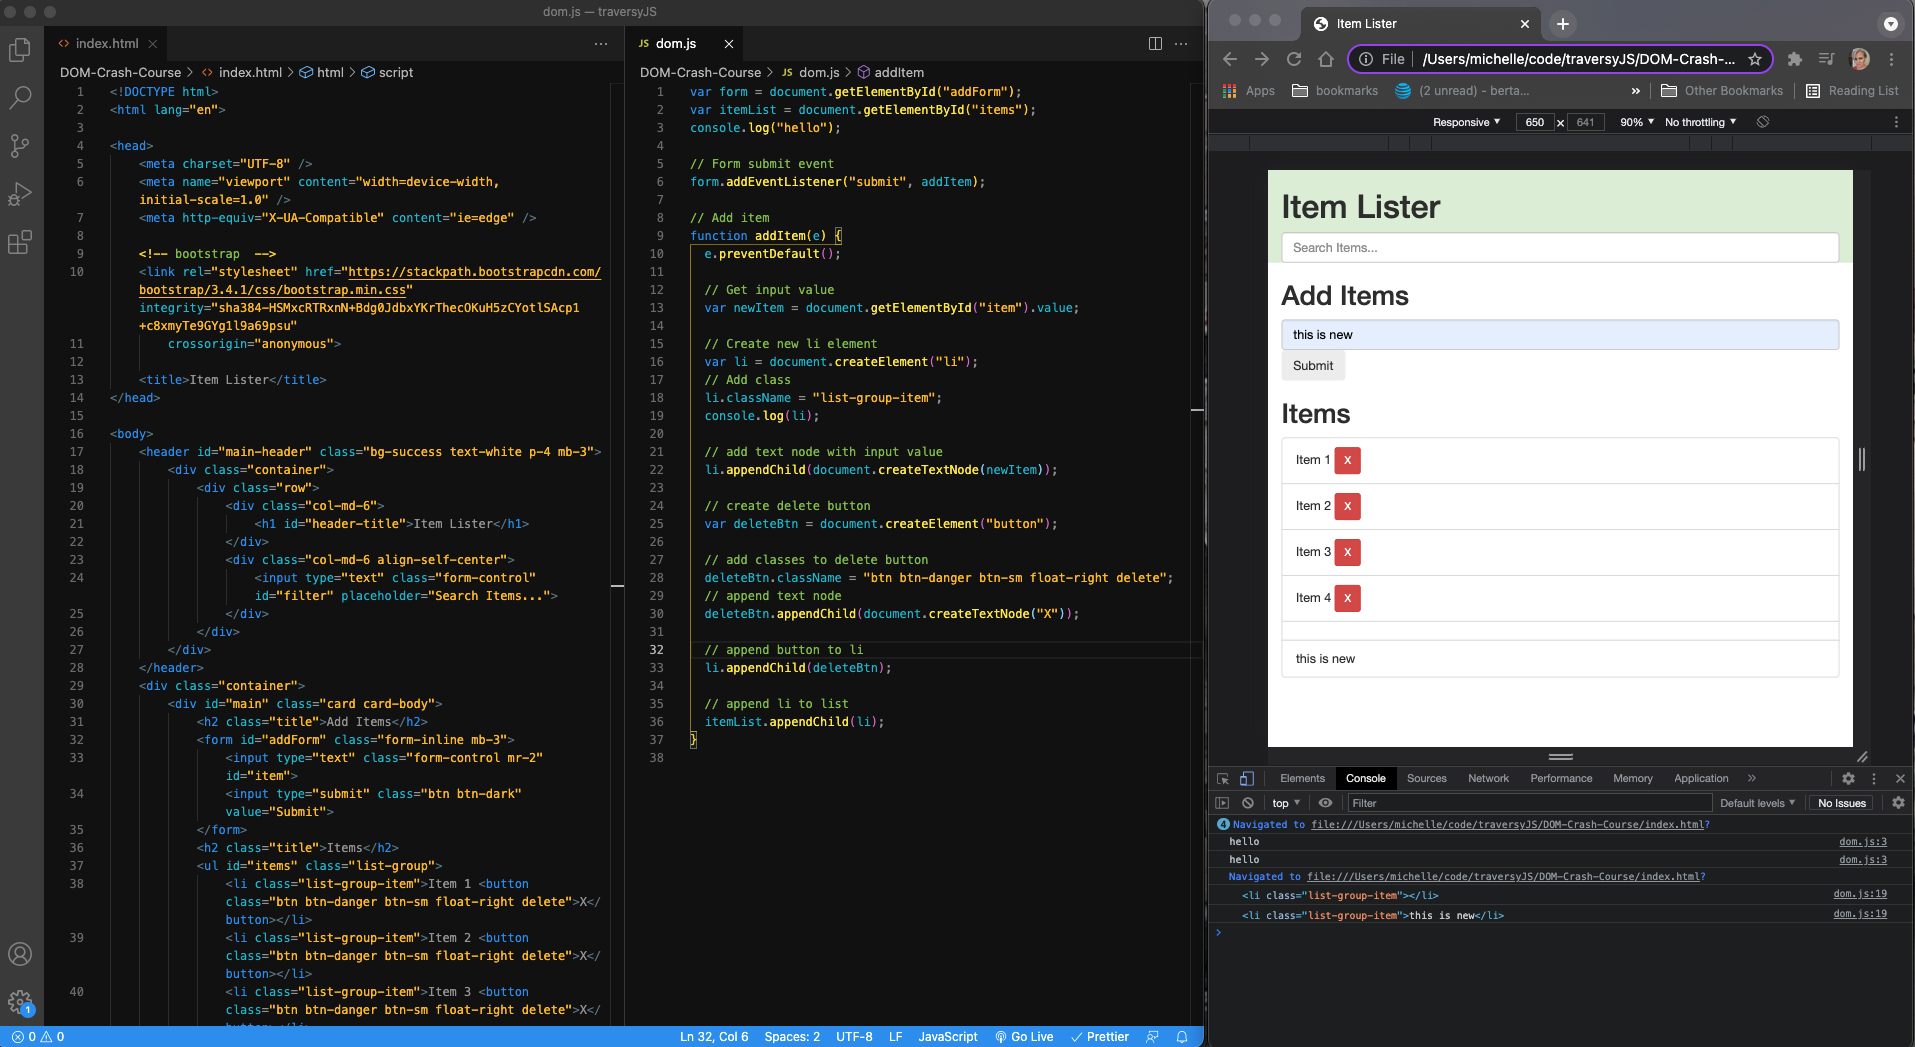 dom.js — traversyJS
index.html
DOM-Crash-Course > index.html > html > script
1 <!DOCTYPE html>
2 <html lang="en">
3
4 <head>
5 <meta charset="UTF-8" />
6 <meta name="viewport" content="width=device-width,
initial-scale=1.0" />
7 <meta http-equiv="X-UA-Compatible" content="ie=edge" />
8
9 <!-- bootstrap -->
10 <link rel="stylesheet" href="https://stackpath.bootstrapcdn.com/
bootstrap/3.4.1/css/bootstrap.min.css"
integrity="sha384-HSMxcRTRxnN+Bdg0JdbxYKrThecOKuH5zCYotlSAcp1
+c8xmyTe9GYg1l9a69psu"
11 crossorigin="anonymous">
12
13 <title>Item Lister</title>
14 </head>
15
16 <body>
17 <header id="main-header" class="bg-success text-white p-4 mb-3">
18 <div class="container">
19 <div class="row">
20 <div class="col-md-6">
21 <h1 id="header-title">Item Lister</h1>
22 </div>
23 <div class="col-md-6 align-self-center">
24 <input type="text" class="form-control"
id="filter" placeholder="Search Items...">
25 </div>
26 </div>
27 </div>
28 </header>
29 <div class="container">
30 <div id="main" class="card card-body">
31 <h2 class="title">Add Items</h2>
32 <form id="addForm" class="form-inline mb-3">
33 <input type="text" class="form-control mr-2"
id="item">
34 <input type="submit" class="btn btn-dark"
value="Submit">
35 </form>
36 <h2 class="title">Items</h2>
37 <ul id="items" class="list-group">
38 <li class="list-group-item">Item 1 <button
class="btn btn-danger btn-sm float-right delete">X</
button></li>
39 <li class="list-group-item">Item 2 <button
class="btn btn-danger btn-sm float-right delete">X</
button></li>
40 <li class="list-group-item">Item 3 <button
class="btn btn-danger btn-sm float-right delete">X</
JS dom.js
DOM-Crash-Course > JS dom.js > addItem
1 var form = document.getElementById("addForm");
2 var itemList = document.getElementById("items");
3 console.log("hello");
4
5 // Form submit event
6 form.addEventListener("submit", addItem);
7
8 // Add item
9 function addItem(e) {
10 e.preventDefault();
11
12 // Get input value
13 var newItem = document.getElementById("item").value;
14
15 // Create new li element
16 var li = document.createElement("li");
17 // Add class
18 li.className = "list-group-item";
19 console.log(li);
20
21 // add text node with input value
22 li.appendChild(document.createTextNode(newItem));
23
24 // create delete button
25 var deleteBtn = document.createElement("button");
26
27 // add classes to delete button
28 deleteBtn.className = "btn btn-danger btn-sm float-right delete";
29 // append text node
30 deleteBtn.appendChild(document.createTextNode("X"));
31
32 // append button to li
33 li.appendChild(deleteBtn);
34
35 // append li to list
36 itemList.appendChild(li);
37 }
38
1
0 0
Ln 32, Col 6 Spaces: 2 UTF-8 LF JavaScript Go Live Prettier
Item Lister
File /Users/michelle/code/traversyJS/DOM-Crash-...
Apps bookmarks (2 unread) - berta... » Other Bookmarks Reading List
Responsive 650 × 641 90% No throttling
Item Lister
Search Items...
Add Items
this is new
Submit
Items
Item 1 X
Item 2 X
Item 3 X
Item 4 X
this is new
Elements Console Sources Network Performance Memory Application »
top Filter Default levels No Issues
4 Navigated to file:///Users/michelle/code/traversyJS/DOM-Crash-Course/index.html?
hello dom.js:3
hello dom.js:3
Navigated to file:///Users/michelle/code/traversyJS/DOM-Crash-Course/index.html?
<li class="list-group-item"></li> dom.js:19
<li class="list-group-item">this is new</li> dom.js:19
>